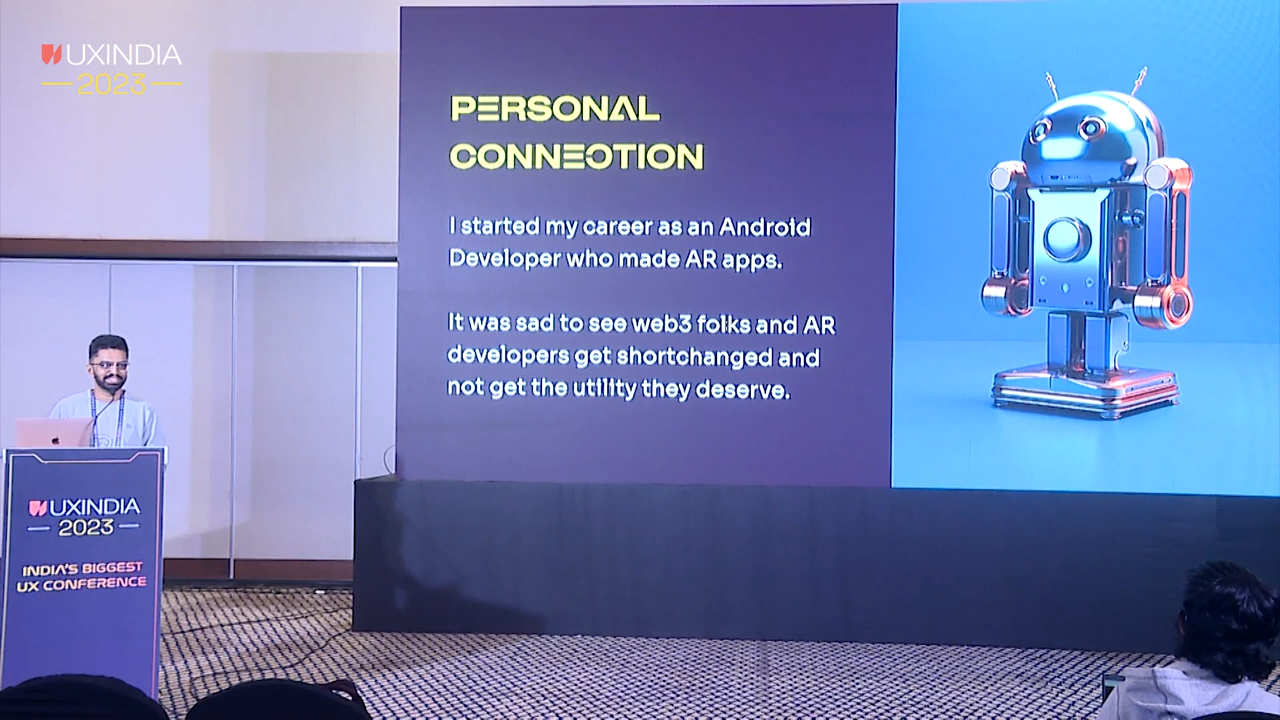 UXINDIA
2023
PERSONAL
CONNECTION
I started my career as an Android
Developer who made AR apps.
It was sad to see web3 folks and AR
developers get shortchanged and
not get the utility they deserve.
UXINDIA
2023
INDIA'S BIGGEST
UX CONFERENCE